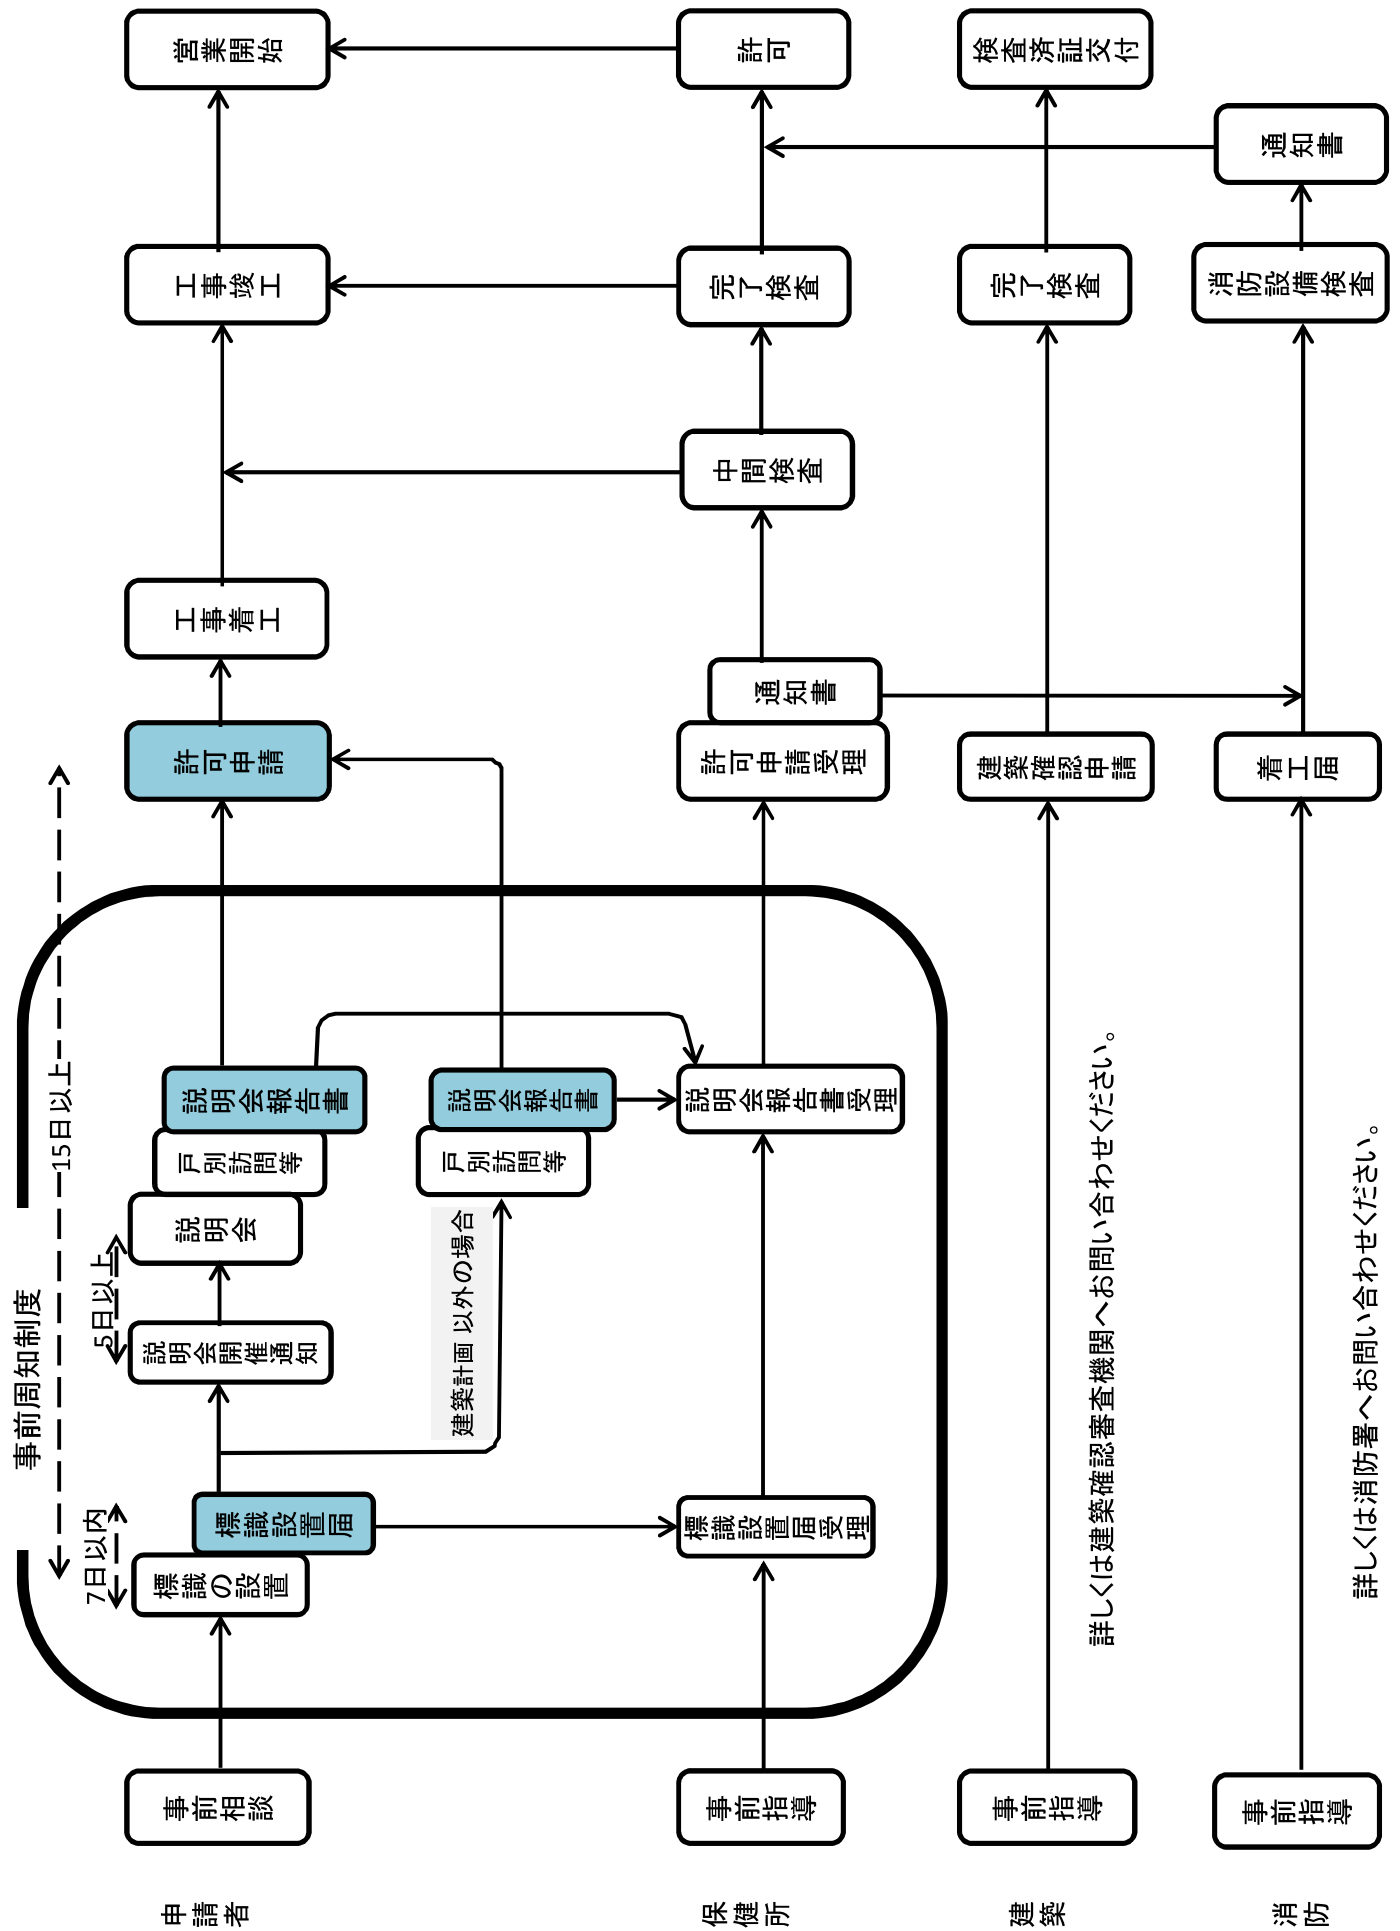 事前周知制度
15日以上
7日以内
5日以上
申請者
事前相談
標識の設置
標識設置届
説明会開催通知
説明会
戸別訪問等
説明会報告書
許可申請
工事着工
工事竣工
営業開始
建築計画 以外の場合
戸別訪問等
説明会報告書
保健所
事前指導
標識設置届受理
説明会報告書受理
許可申請受理
通知書
中間検査
完了検査
許可
建築
事前指導
建築確認申請
完了検査
検査済証交付
詳しくは建築確認審査機関へお問い合わせください。
消防
事前指導
着工届
消防設備検査
通知書
詳しくは消防署へお問い合わせください。